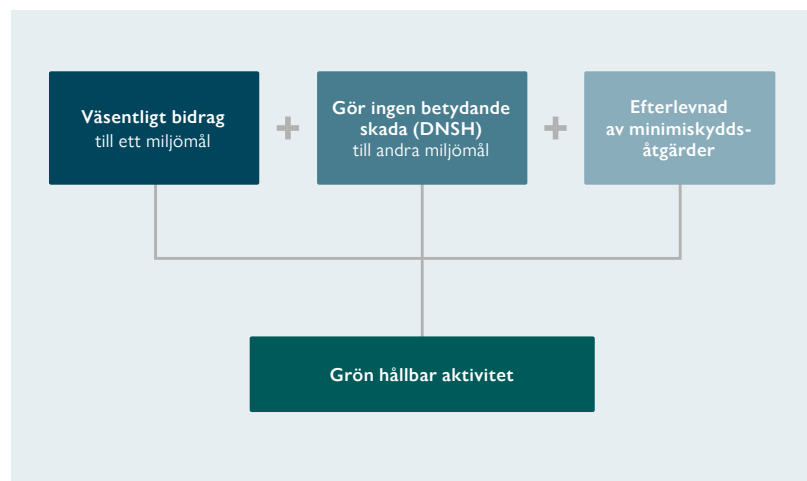 Väsentligt bidrag
till ett miljömål
+
Gör ingen betydande
skada (DNSH)
till andra miljömål
+
Efterlevnad
av minimiskydds-
åtgärder
Grön hållbar aktivitet